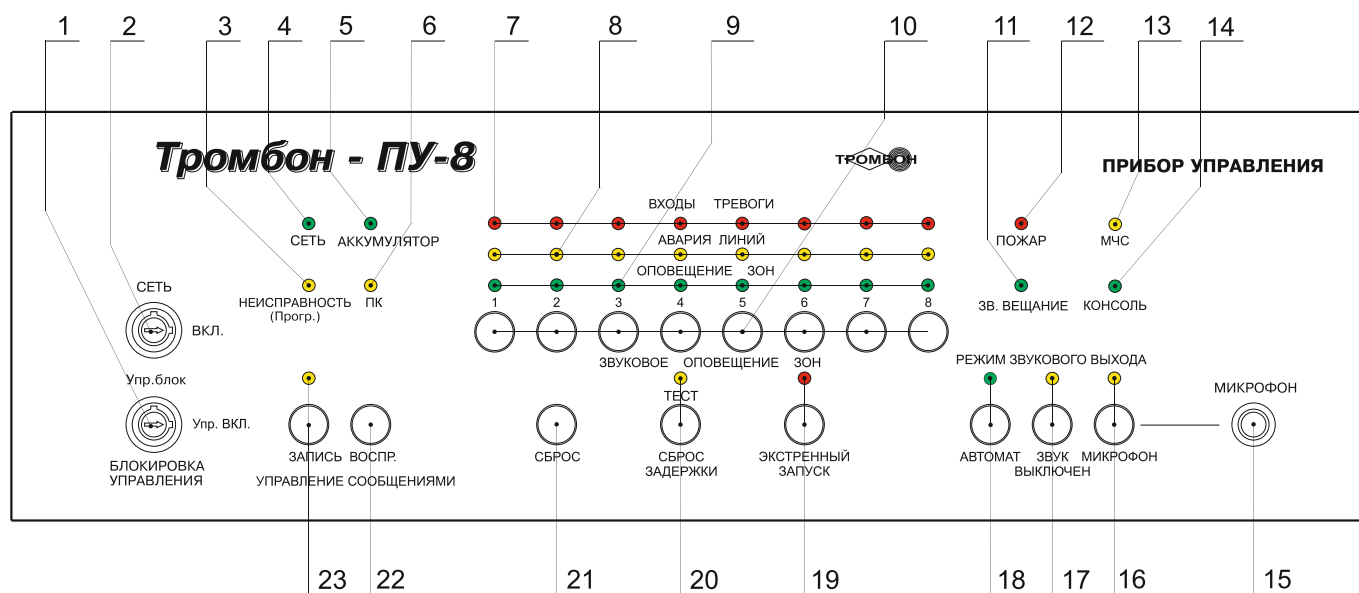 1 2 3 4 5 6 7 8 9 10 11 12 13 14
Тромбон - ПУ-8
ТРОМБОН
ПРИБОР УПРАВЛЕНИЯ
ВХОДЫ ТРЕВОГИ
СЕТЬ АККУМУЛЯТОР
АВАРИЯ ЛИНИЙ
ПОЖАР МЧС
ОПОВЕЩЕНИЕ ЗОН
СЕТЬ
НЕИСПРАВНОСТЬ ПК
(Прогр.)
1 2 3 4 5 6 7 8
ЗВ. ВЕЩАНИЕ КОНСОЛЬ
ВКЛ.
ЗВУКОВОЕ ОПОВЕЩЕНИЕ ЗОН
РЕЖИМ ЗВУКОВОГО ВЫХОДА
Упр.блок
МИКРОФОН
ТЕСТ
Упр. ВКЛ.
БЛОКИРОВКА
УПРАВЛЕНИЯ
ЗАПИСЬ ВОСПР.
УПРАВЛЕНИЕ СООБЩЕНИЯМИ
СБРОС
СБРОС
ЗАДЕРЖКИ
ЭКСТРЕННЫЙ
ЗАПУСК
АВТОМАТ
ЗВУК
ВЫКЛЮЧЕН
МИКРОФОН
23 22 21 20 19 18 17 16 15